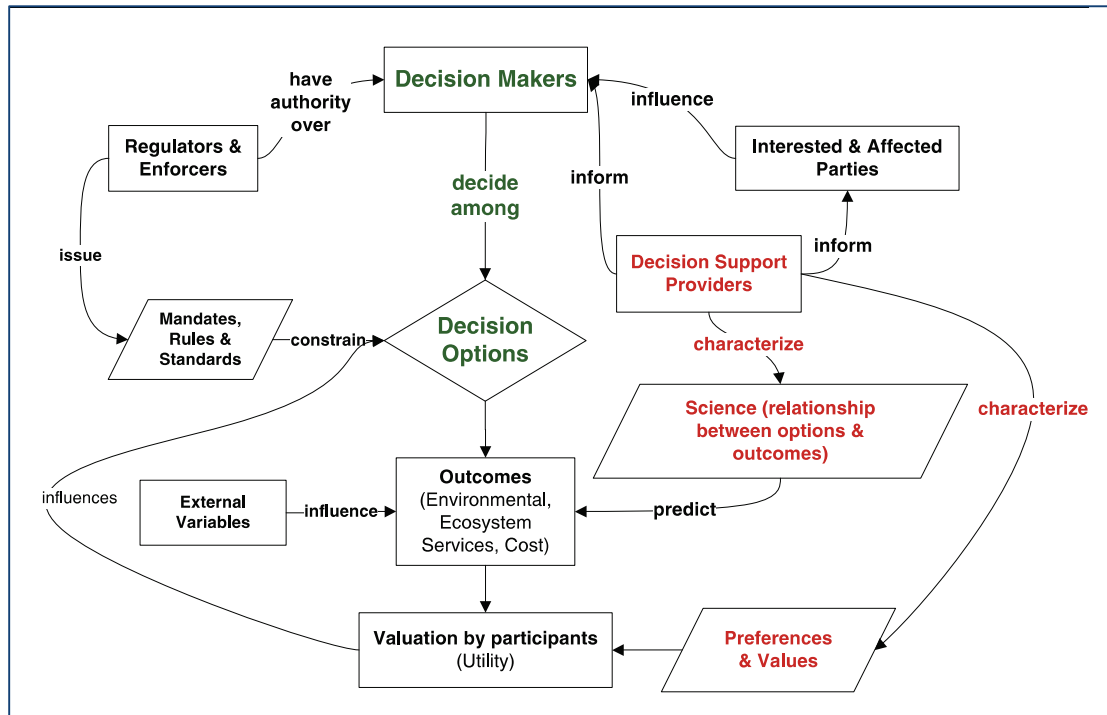 have
authority
over
Decision Makers
influence
Regulators &
Enforcers
Interested & Affected
Parties
decide
among
inform
issue
inform
Decision Support
Providers
Mandates,
Rules &
Standards
constrain
Decision
Options
characterize
characterize
Science (relationship
between options &
outcomes)
influences
External
Variables
influence
Outcomes
(Environmental,
Ecosystem
Services, Cost)
predict
Valuation by participants
(Utility)
Preferences
& Values